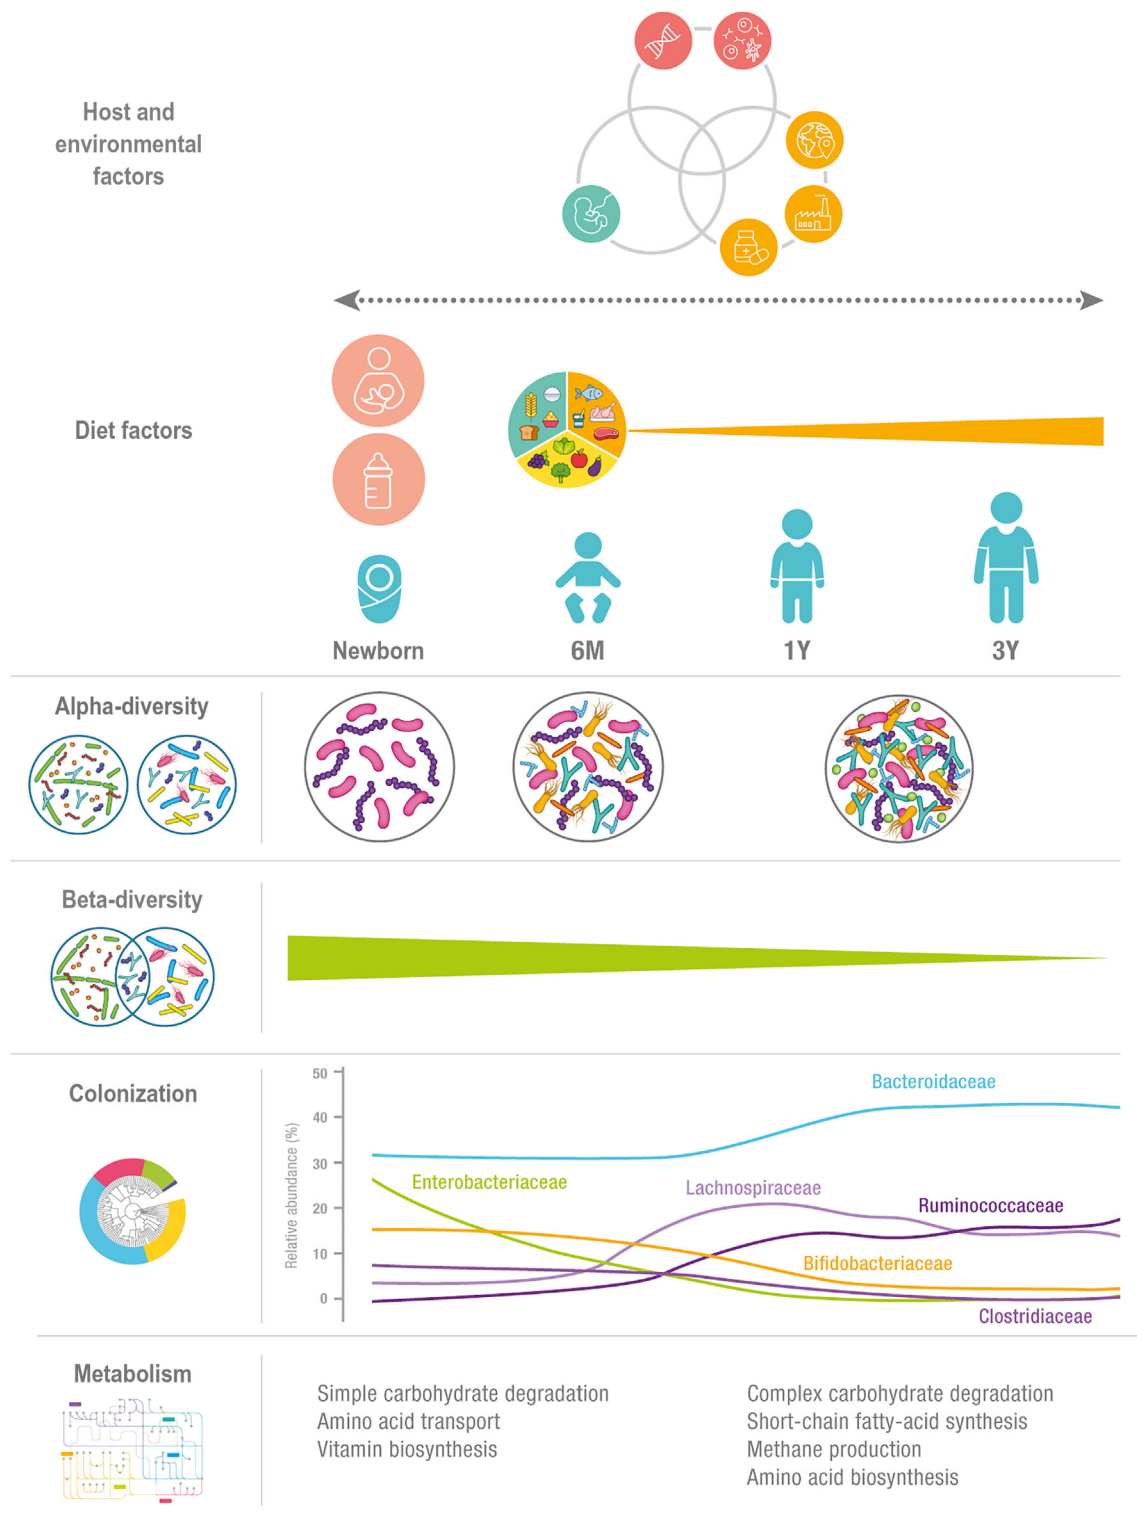 Host and
environmental
factors
Diet factors
Newborn
6M
1Y
3Y
Alpha-diversity
Beta-diversity
Colonization
Relative abundance (%)
50
40
30
20
10
0
Bacteroidaceae
Enterobacteriaceae
Lachnospiraceae
Ruminococcaceae
Bifidobacteriaceae
Clostridiaceae
Metabolism
Simple carbohydrate degradation
Amino acid transport
Vitamin biosynthesis
Complex carbohydrate degradation
Short-chain fatty-acid synthesis
Methane production
Amino acid biosynthesis